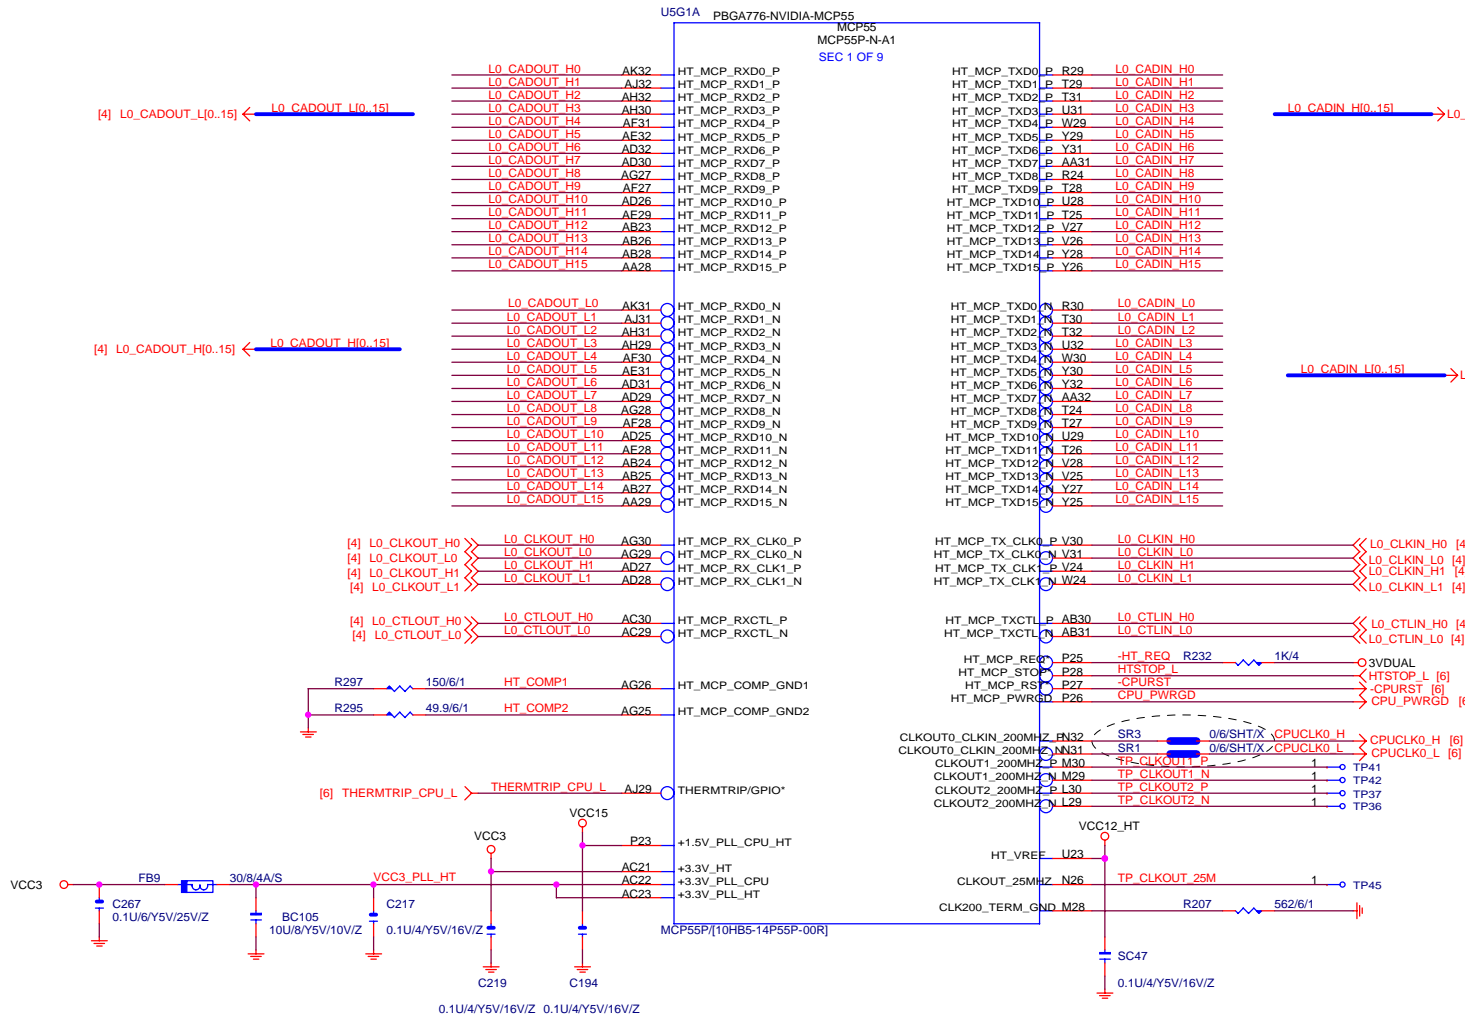 U5G1A PBGA776-NVIDIA-MCP55
MCP55
MCP55P-N-A1
SEC 1 OF 9
L0_CADOUT_H0 AK32 HT_MCP_RXD0_P HT_MCP_TXD0_P R29 L0_CADIN_H0
L0_CADOUT_H1 AJ32 HT_MCP_RXD1_P HT_MCP_TXD1_P T29 L0_CADIN_H1
L0_CADOUT_H2 AH32 HT_MCP_RXD2_P HT_MCP_TXD2_P T31 L0_CADIN_H2
[4] L0_CADOUT_L[0..15] L0_CADOUT_L[0..15] L0_CADOUT_H3 AH30 HT_MCP_RXD3_P HT_MCP_TXD3_P U31 L0_CADIN_H3 L0_CADIN_H[0..15] L0_
L0_CADOUT_H4 AF31 HT_MCP_RXD4_P HT_MCP_TXD4_P W29 L0_CADIN_H4
L0_CADOUT_H5 AE32 HT_MCP_RXD5_P HT_MCP_TXD5_P Y29 L0_CADIN_H5
L0_CADOUT_H6 AD32 HT_MCP_RXD6_P HT_MCP_TXD6_P Y31 L0_CADIN_H6
L0_CADOUT_H7 AD30 HT_MCP_RXD7_P HT_MCP_TXD7_P AA31 L0_CADIN_H7
L0_CADOUT_H8 AG27 HT_MCP_RXD8_P HT_MCP_TXD8_P R24 L0_CADIN_H8
L0_CADOUT_H9 AF27 HT_MCP_RXD9_P HT_MCP_TXD9_P T28 L0_CADIN_H9
L0_CADOUT_H10 AD26 HT_MCP_RXD10_P HT_MCP_TXD10_P U28 L0_CADIN_H10
L0_CADOUT_H11 AE29 HT_MCP_RXD11_P HT_MCP_TXD11_P T25 L0_CADIN_H11
L0_CADOUT_H12 AB23 HT_MCP_RXD12_P HT_MCP_TXD12_P V27 L0_CADIN_H12
L0_CADOUT_H13 AB26 HT_MCP_RXD13_P HT_MCP_TXD13_P V26 L0_CADIN_H13
L0_CADOUT_H14 AB28 HT_MCP_RXD14_P HT_MCP_TXD14_P Y28 L0_CADIN_H14
L0_CADOUT_H15 AA28 HT_MCP_RXD15_P HT_MCP_TXD15_P Y26 L0_CADIN_H15
L0_CADOUT_L0 AK31 HT_MCP_RXD0_N HT_MCP_TXD0_N R30 L0_CADIN_L0
L0_CADOUT_L1 AJ31 HT_MCP_RXD1_N HT_MCP_TXD1_N T30 L0_CADIN_L1
L0_CADOUT_L2 AH31 HT_MCP_RXD2_N HT_MCP_TXD2_N T32 L0_CADIN_L2
[4] L0_CADOUT_H[0..15] L0_CADOUT_H[0..15] L0_CADOUT_L3 AH29 HT_MCP_RXD3_N HT_MCP_TXD3_N U32 L0_CADIN_L3
L0_CADOUT_L4 AF30 HT_MCP_RXD4_N HT_MCP_TXD4_N W30 L0_CADIN_L4
L0_CADOUT_L5 AE31 HT_MCP_RXD5_N HT_MCP_TXD5_N Y30 L0_CADIN_L5 L0_CADIN_L[0..15] L
L0_CADOUT_L6 AD31 HT_MCP_RXD6_N HT_MCP_TXD6_N Y32 L0_CADIN_L6
L0_CADOUT_L7 AD29 HT_MCP_RXD7_N HT_MCP_TXD7_N AA32 L0_CADIN_L7
L0_CADOUT_L8 AG28 HT_MCP_RXD8_N HT_MCP_TXD8_N T24 L0_CADIN_L8
L0_CADOUT_L9 AF28 HT_MCP_RXD9_N HT_MCP_TXD9_N T27 L0_CADIN_L9
L0_CADOUT_L10 AD25 HT_MCP_RXD10_N HT_MCP_TXD10_N U29 L0_CADIN_L10
L0_CADOUT_L11 AE28 HT_MCP_RXD11_N HT_MCP_TXD11_N T26 L0_CADIN_L11
L0_CADOUT_L12 AB24 HT_MCP_RXD12_N HT_MCP_TXD12_N V28 L0_CADIN_L12
L0_CADOUT_L13 AB25 HT_MCP_RXD13_N HT_MCP_TXD13_N V25 L0_CADIN_L13
L0_CADOUT_L14 AB27 HT_MCP_RXD14_N HT_MCP_TXD14_N Y27 L0_CADIN_L14
L0_CADOUT_L15 AA29 HT_MCP_RXD15_N HT_MCP_TXD15_N Y25 L0_CADIN_L15
[4] L0_CLKOUT_H0 L0_CLKOUT_H0 AG30 HT_MCP_RX_CLK0_P HT_MCP_TX_CLK0_P V30 L0_CLKIN_H0 L0_CLKIN_H0 [4
[4] L0_CLKOUT_L0 L0_CLKOUT_L0 AG29 HT_MCP_RX_CLK0_N HT_MCP_TX_CLK0_N V31 L0_CLKIN_L0 L0_CLKIN_L0 [4]
[4] L0_CLKOUT_H1 L0_CLKOUT_H1 AD27 HT_MCP_RX_CLK1_P HT_MCP_TX_CLK1_P V24 L0_CLKIN_H1 L0_CLKIN_H1 [4
[4] L0_CLKOUT_L1 L0_CLKOUT_L1 AD28 HT_MCP_RX_CLK1_N HT_MCP_TX_CLK1_N W24 L0_CLKIN_L1 L0_CLKIN_L1 [4]
[4] L0_CTLOUT_H0 L0_CTLOUT_H0 AC30 HT_MCP_RXCTL_P HT_MCP_TXCTL_P AB30 L0_CTLIN_H0 L0_CTLIN_H0 [4
[4] L0_CTLOUT_L0 L0_CTLOUT_L0 AC29 HT_MCP_RXCTL_N HT_MCP_TXCTL_N AB31 L0_CTLIN_L0 L0_CTLIN_L0 [4]
HT_MCP_REQ* P25 -HT_REQ R232 1K/4 3VDUAL
HT_MCP_STOP P28 HTSTOP_L HTSTOP_L [6]
R297 150/6/1 HT_COMP1 AG26 HT_MCP_COMP_GND1 HT_MCP_RST P27 -CPURST -CPURST [6]
HT_MCP_PWRGD P26 CPU_PWRGD CPU_PWRGD [6
R295 49.9/6/1 HT_COMP2 AG25 HT_MCP_COMP_GND2
CLKOUT0_CLKIN_200MHZ_P N32 SR3 0/6/SHT/X CPUCLK0_H CPUCLK0_H [6]
CLKOUT0_CLKIN_200MHZ_N N31 SR1 0/6/SHT/X CPUCLK0_L CPUCLK0_L [6]
CLKOUT1_200MHZ_P M30 TP_CLKOUT1_P 1 TP41
CLKOUT1_200MHZ_N M29 TP_CLKOUT1_N 1 TP42
[6] THERMTRIP_CPU_L THERMTRIP_CPU_L AJ29 THERMTRIP/GPIO* CLKOUT2_200MHZ_P L30 TP_CLKOUT2_P 1 TP37
CLKOUT2_200MHZ_N L29 TP_CLKOUT2_N 1 TP36
VCC15
VCC3 VCC12_HT
P23 +1.5V_PLL_CPU_HT
HT_VREF U23
AC21 +3.3V_HT
VCC3 FB9 30/8/4A/S VCC3_PLL_HT AC22 +3.3V_PLL_CPU CLKOUT_25MHZ N26 TP_CLKOUT_25M 1 TP45
AC23 +3.3V_PLL_HT
C267 BC105 C217 CLK200_TERM_GND M28 R207 562/6/1
0.1U/6/Y5V/25V/Z 10U/8/Y5V/10V/Z 0.1U/4/Y5V/16V/Z
MCP55P/[10HB5-14P55P-00R]
SC47
C219 C194 0.1U/4/Y5V/16V/Z
0.1U/4/Y5V/16V/Z 0.1U/4/Y5V/16V/Z